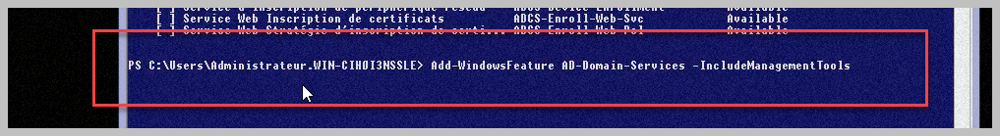 [ ] Service d'inscription de périphérique réseau ADCS-Device-Enrollment Available
[ ] Service Web Inscription de certificats ADCS-Enroll-Web-Svc Available
[ ] Service Web Stratégie d'inscription de certi... ADCS-Enroll-Web-Pol Available
PS C:\Users\Administrateur.WIN-CIHOI3NSSLE> Add-WindowsFeature AD-Domain-Services -IncludeManagementTools